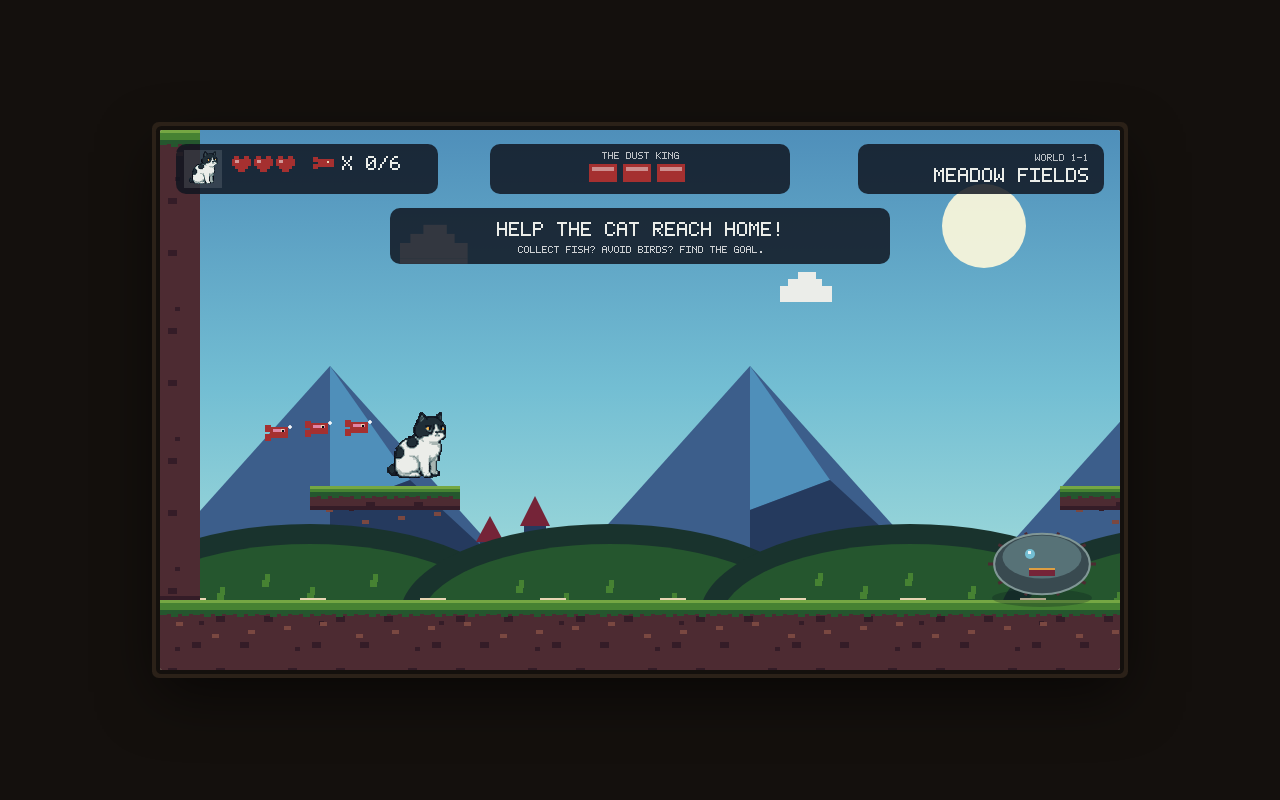 X 0/6
THE DUST KING
WORLD 1-1
MEADOW FIELDS
HELP THE CAT REACH HOME!
COLLECT FISH? AVOID BIRDS? FIND THE GOAL.